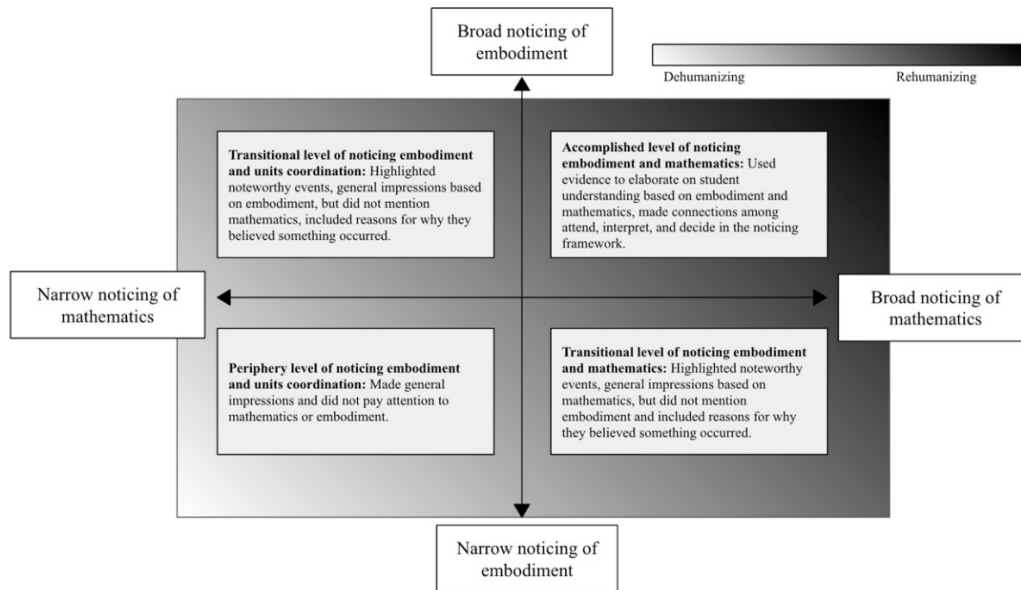 Broad noticing of
embodiment
Dehumanizing
Rehumanizing
Transitional level of noticing embodiment
and units coordination: Highlighted
noteworthy events, general impressions based
on embodiment, but did not mention
mathematics, included reasons for why they
believed something occurred.
Accomplished level of noticing
embodiment and mathematics: Used
evidence to elaborate on student
understanding based on embodiment and
mathematics, made connections among
attend, interpret, and decide in the noticing
framework.
Narrow noticing of
mathematics
Broad noticing of
mathematics
Periphery level of noticing embodiment
and units coordination: Made general
impressions and did not pay attention to
mathematics or embodiment.
Transitional level of noticing embodiment
and mathematics: Highlighted noteworthy
events, general impressions based on
mathematics, but did not mention
embodiment and included reasons for why
they believed something occurred.
Narrow noticing of
embodiment